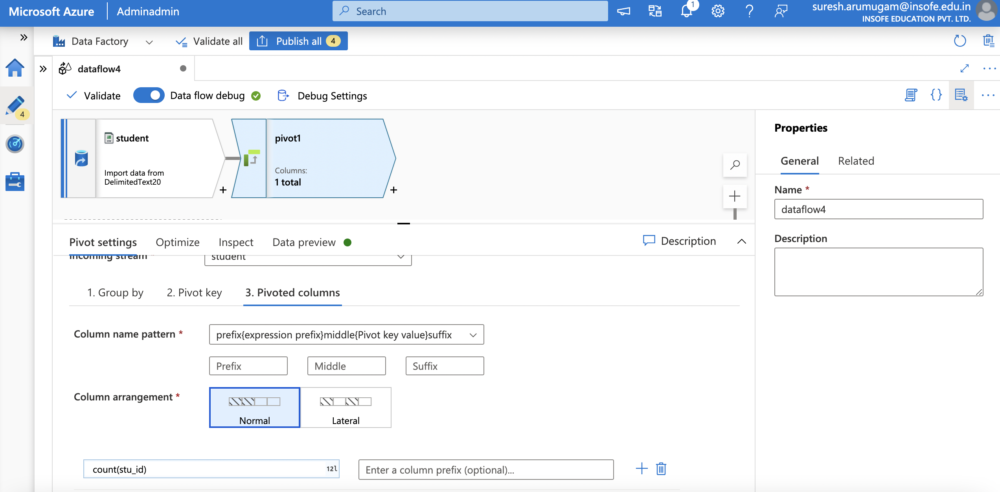 Microsoft Azure
Adminadmin
Search
1
suresh.arumugam@insofe.edu.in
INSOFE EDUCATION PVT. LTD.
Data Factory
Validate all
Publish all 4
4
dataflow4
Validate
Data flow debug
Debug Settings
CSV
student
Import data from
DelimitedText20
+
pivot1
Columns:
1 total
+
Properties
General
Related
Name *
dataflow4
Description
Pivot settings
Optimize
Inspect
Data preview
Description
Incoming stream *
student
1. Group by
2. Pivot key
3. Pivoted columns
Column name pattern *
prefix{expression prefix}middle{Pivot key value}suffix
Prefix
Middle
Suffix
Column arrangement *
Normal
Lateral
count(stu_id)
12l
Enter a column prefix (optional)...